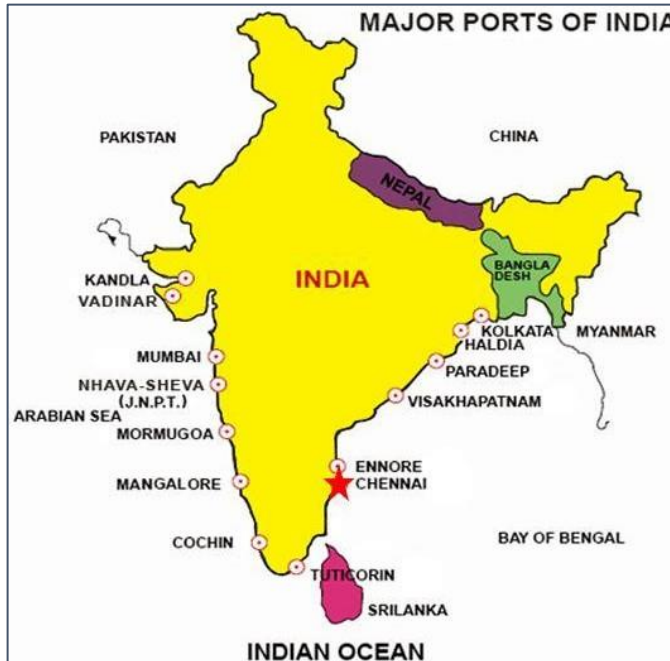 MAJOR PORTS OF INDIA
PAKISTAN
CHINA
NEPAL
INDIA
BANGLA
DESH
KANDLA
VADINAR
KOLKATA
MYANMAR
HALDIA
MUMBAI
PARADEEP
NHAVA-SHEVA
(J.N.P.T.)
VISAKHAPATNAM
ARABIAN SEA
MORMUGOA
ENNORE
CHENNAI
MANGALORE
COCHIN
BAY OF BENGAL
TUTICORIN
SRILANKA
INDIAN OCEAN